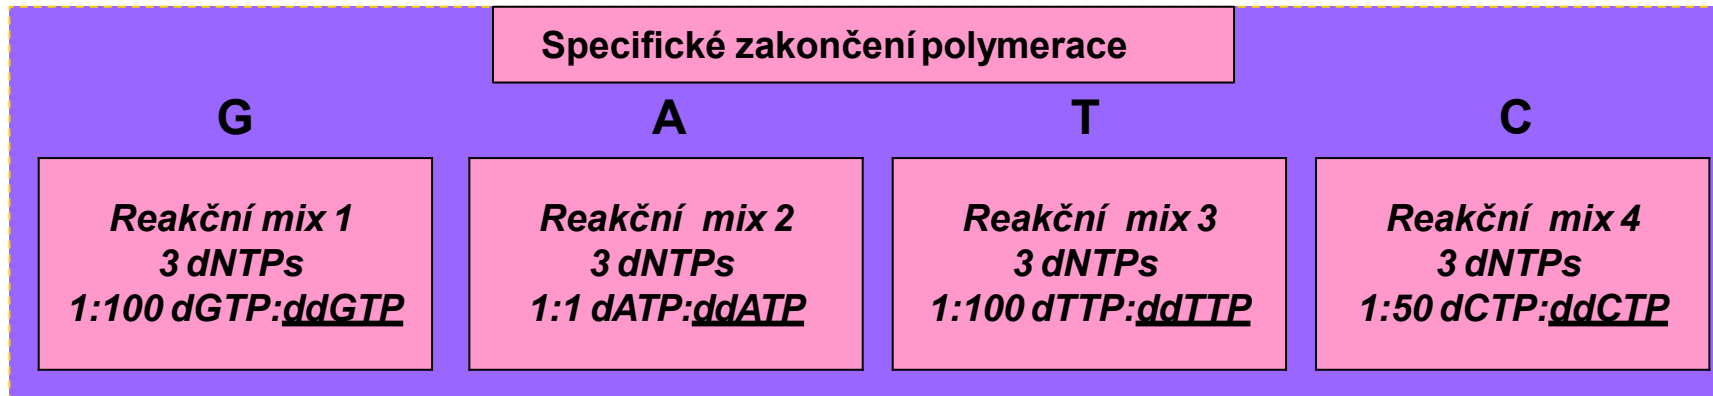 Specifické zakončení polymerace
G A T C
Reakční mix 1
3 dNTPs
1:100 dGTP:ddGTP
Reakční mix 2
3 dNTPs
1:1 dATP:ddATP
Reakční mix 3
3 dNTPs
1:100 dTTP:ddTTP
Reakční mix 4
3 dNTPs
1:50 dCTP:ddCTP